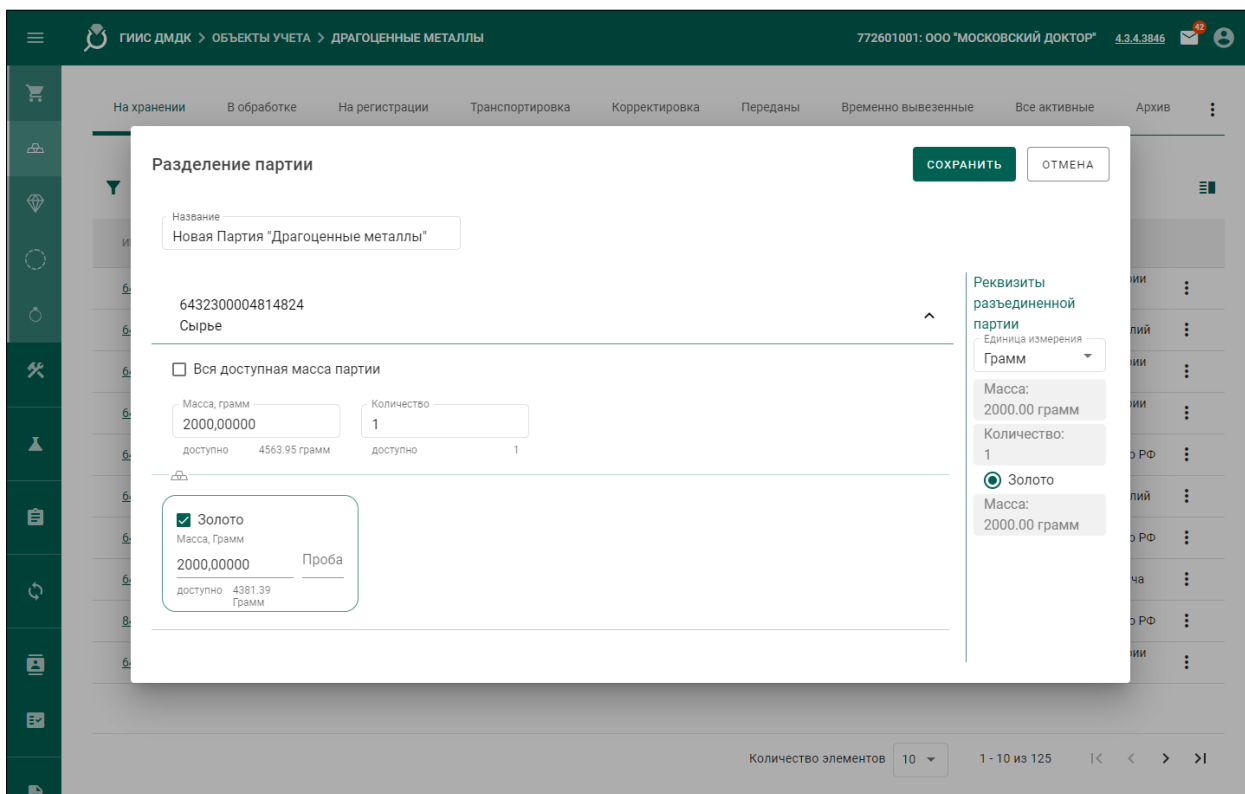 ГИИС ДМДК > ОБЪЕКТЫ УЧЕТА > ДРАГОЦЕННЫЕ МЕТАЛЛЫ
772601001: ООО "МОСКОВСКИЙ ДОКТОР" 4.3.4.3846 42
На хранении В обработке На регистрации Транспортировка Корректировка Переданы Временно вывезенные Все активные Архив
Разделение партии
СОХРАНИТЬ ОТМЕНА
Название
Новая Партия "Драгоценные металлы"
6432300004814824
Сырье
Вся доступная масса партии
Масса, грамм Количество
2000,00000 1
доступно 4563.95 грамм доступно 1
Золото
Масса, Грамм
2000,00000 Проба
доступно 4381.39
Грамм
Реквизиты
разъединенной
партии
Единица измерения
Грамм
Масса:
2000.00 грамм
Количество:
1
Золото
Масса:
2000.00 грамм
Количество элементов 10 1 - 10 из 125